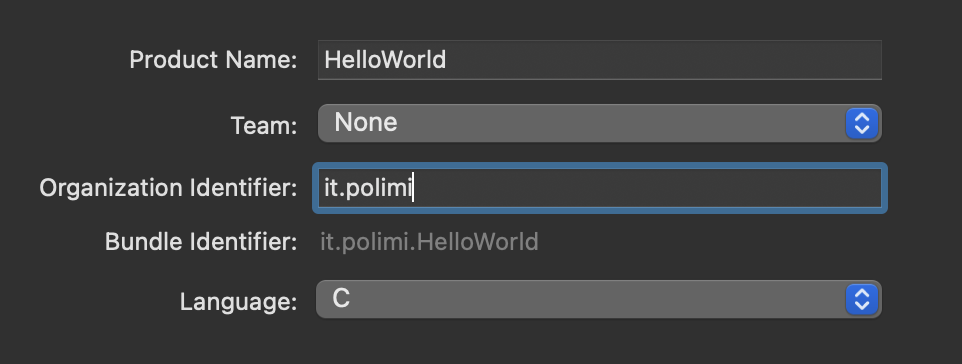 Product Name: HelloWorld
Team: None
Organization Identifier: it.polimi
Bundle Identifier: it.polimi.HelloWorld
Language: C